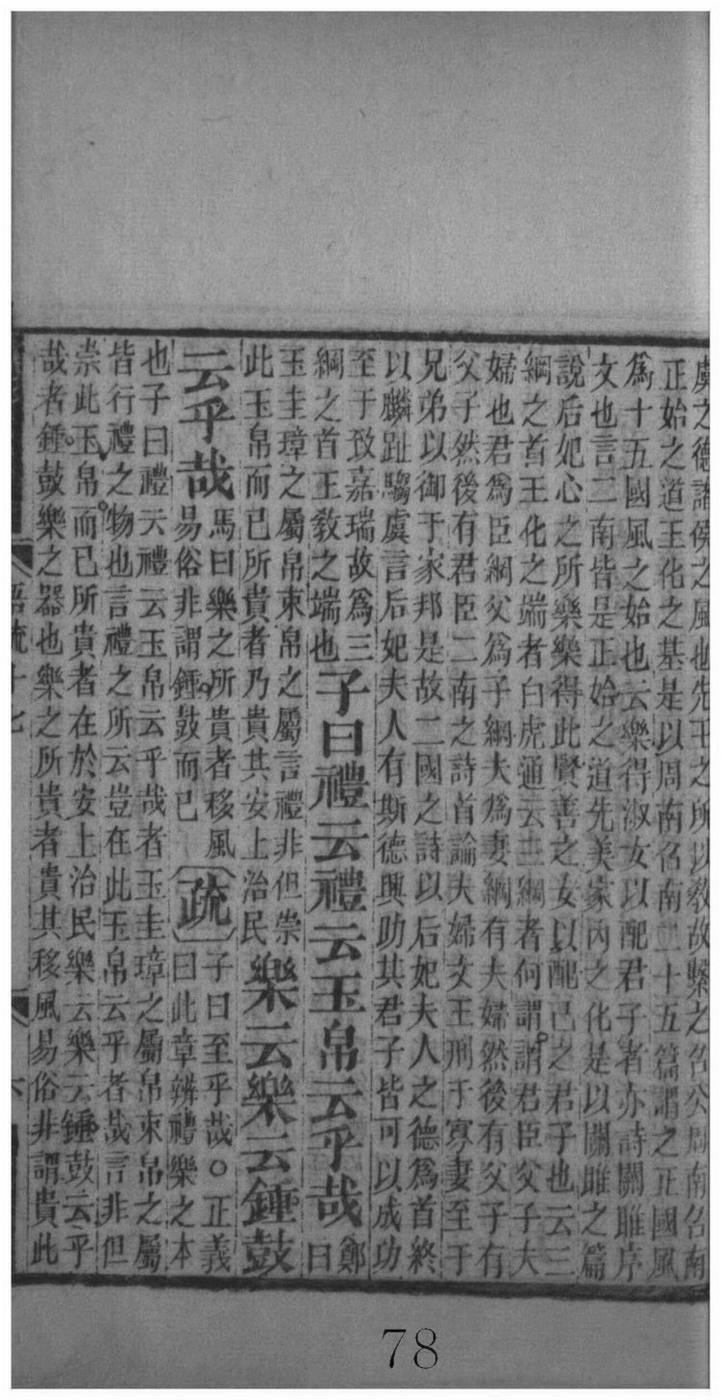 虞之德諸侯之風也先王之所以敎故繫之召公周南召南
正始之道王化之基是以周南召南二十五篇謂之正國風
爲十五國風之始也云樂得淑女以配君子者亦詩關雎序
文也言二南皆是正始之道先美家內之化是以關雎之篇
說后妃心之所樂樂得此賢善之女以配己之君子也云三
綱之首王化之端者白虎通云三綱者何謂謂君臣父子夫
婦也君爲臣綱父爲子綱夫爲妻綱有夫婦然後有父子有
父子然後有君臣二南之詩首論夫婦文王刑于寡妻至于
兄弟以御于家邦是故二國之詩以后妃夫人之德爲首終
以麟趾騶虞言后妃夫人有斯德興助其君子皆可以成功
至于致嘉瑞故爲三
綱之首王敎之端也
子曰禮云禮云玉帛云乎哉
鄭
曰
玉圭璋之屬帛束帛之屬言禮非但崇
此玉帛而已所貴者乃貴其安上治民
樂云樂云鍾鼓
云乎哉
馬曰樂之所貴者移風
易俗非謂鍾鼓而已
疏
子曰至乎哉○正義
曰此章辨禮樂之本
也子曰禮云禮云玉帛云乎哉者玉圭璋之屬帛束帛之屬
皆行禮之物也言禮之所云豈在此玉帛云乎者哉言非但
崇此玉帛而已所貴者在於安上治民樂云樂云鍾鼓云乎
哉者鍾鼓樂之器也樂之所貴者貴其移風易俗非謂貴此
語疏十七
六
78